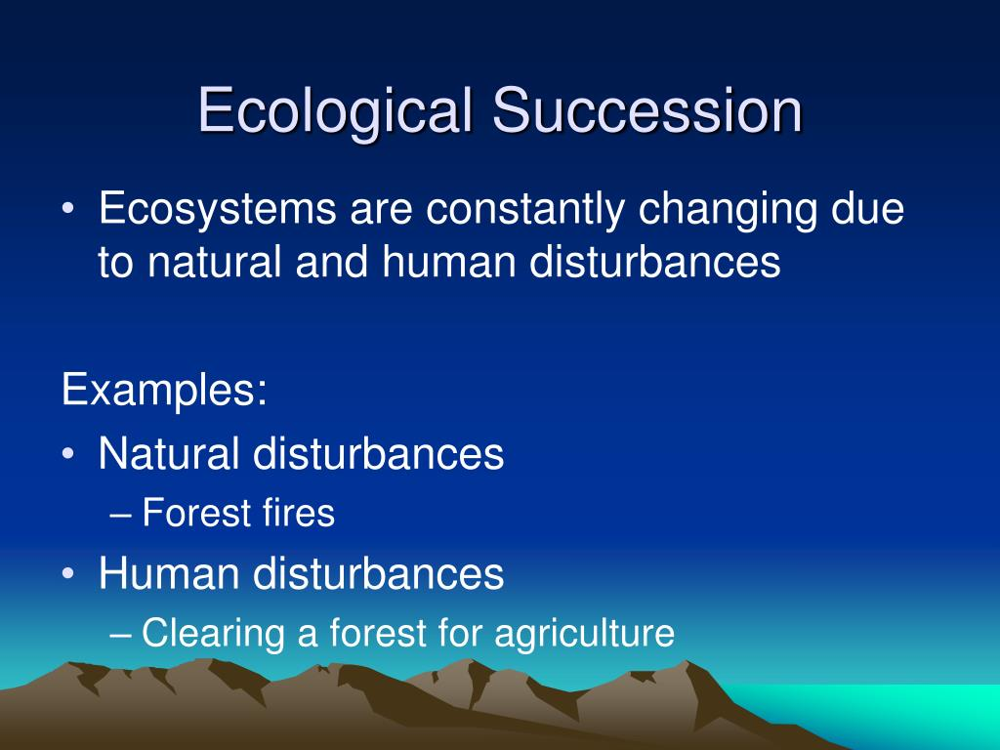 Ecological Succession
• Ecosystems are constantly changing due
to natural and human disturbances
Examples:
• Natural disturbances
– Forest fires
• Human disturbances
– Clearing a forest for agriculture